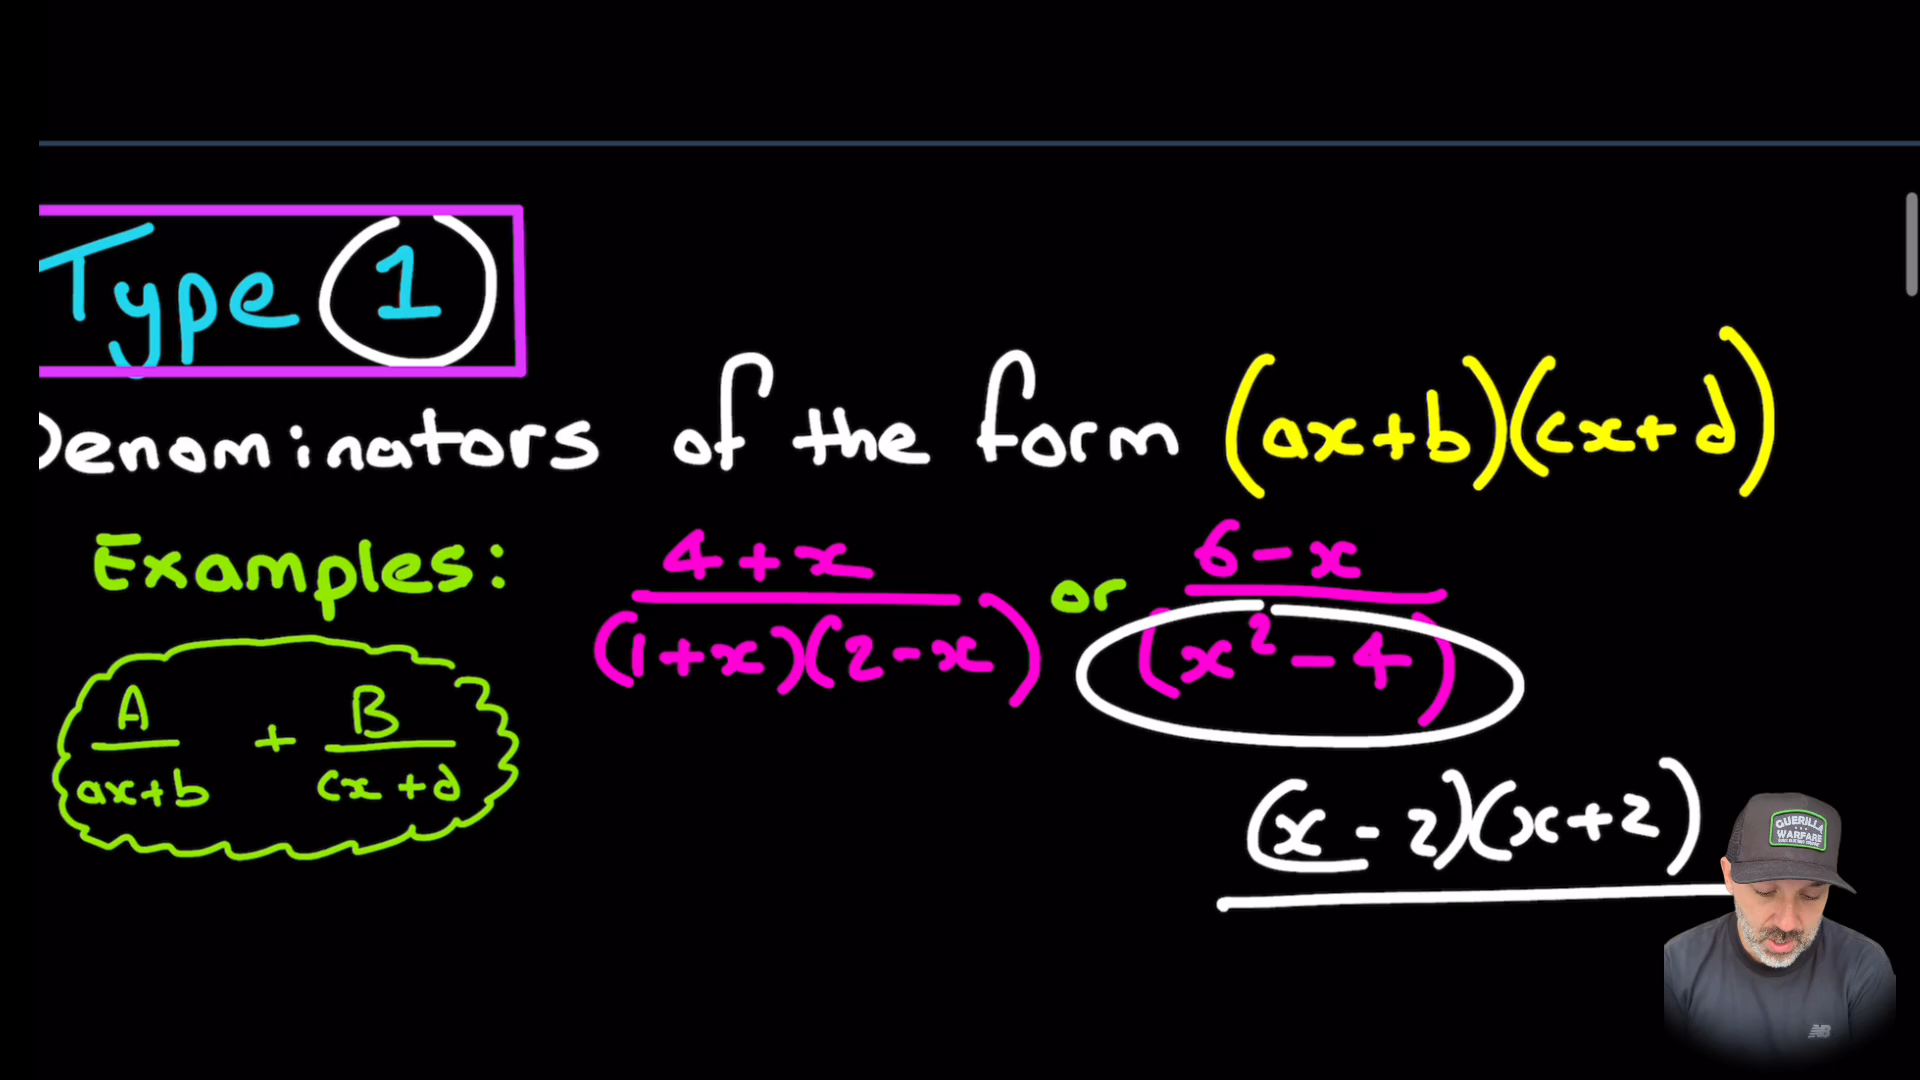 Type 1
Denominators of the form (ax+b)(cx+d)
Examples: 4+x/(1+x)(2-x) or 6-x/(x²-4)
A/ax+b + B/cx+d
(x-2)(x+2)
GUERILLA
WARFARE
NB